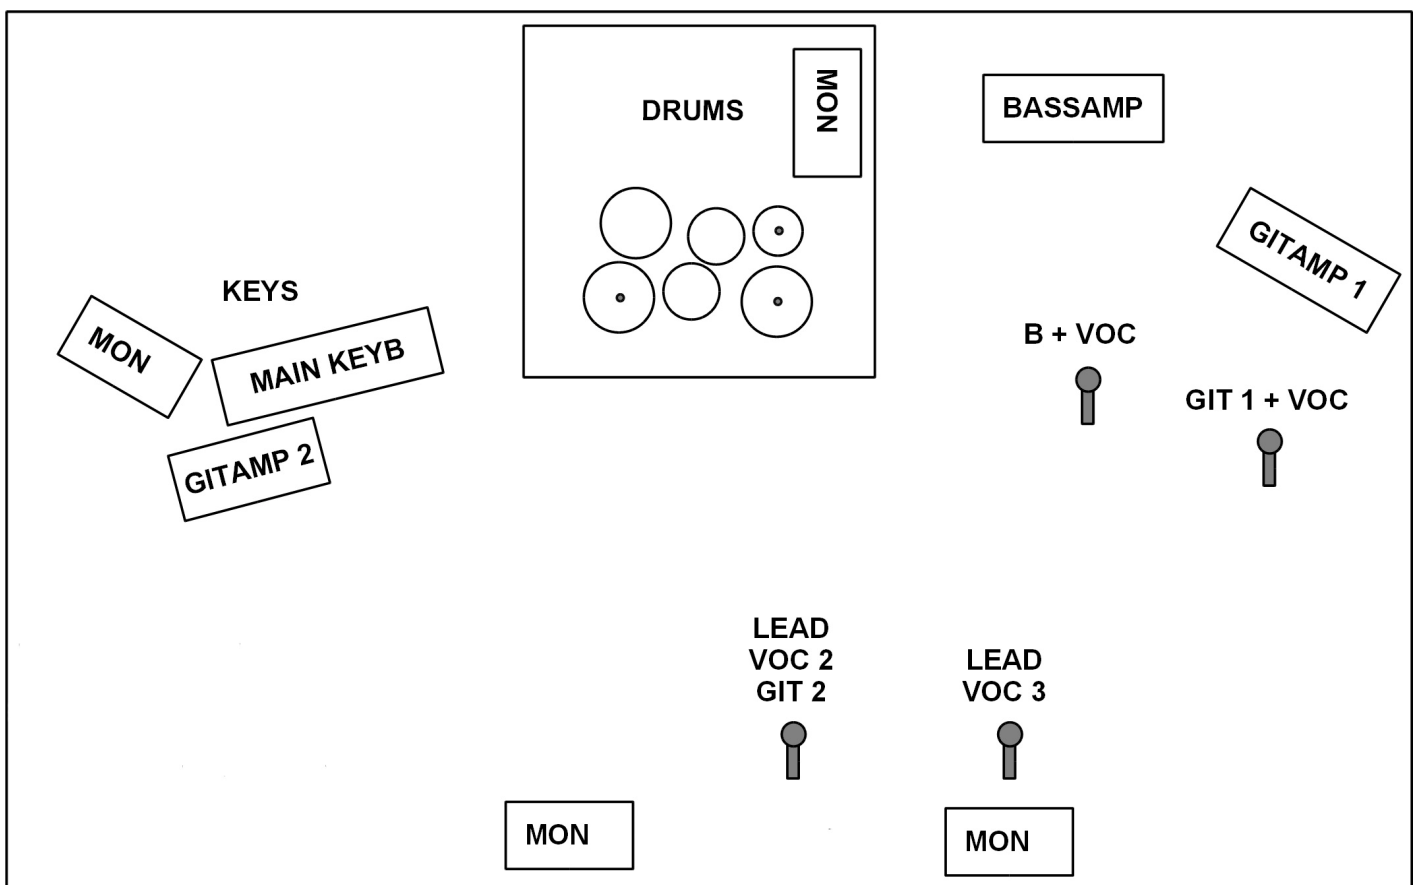 DRUMS
MON
BASSAMP
GITAMP 1
KEYS
MON
MAIN KEYB
GITAMP 2
B + VOC
GIT 1 + VOC
LEAD
VOC 2
GIT 2
LEAD
VOC 3
MON
MON